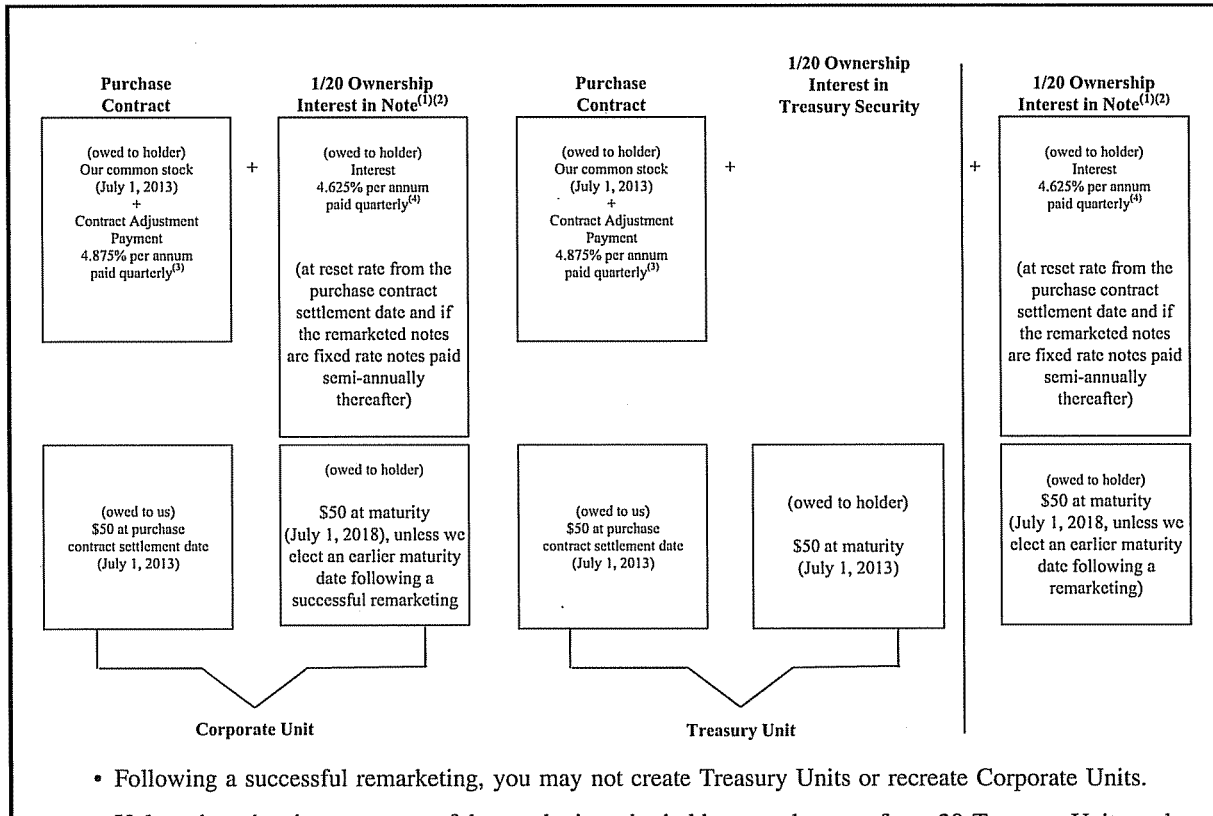 Purchase
Contract
1/20 Ownership
Interest in Note(1)(2)
Purchase
Contract
1/20 Ownership
Interest in
Treasury Security
1/20 Ownership
Interest in Note(1)(2)
(owed to holder)
Our common stock
(July 1, 2013)
+
Contract Adjustment
Payment
4.875% per annum
paid quarterly(3)
+
(owed to holder)
Interest
4.625% per annum
paid quarterly(4)
(at reset rate from the
purchase contract
settlement date and if
the remarketed notes
are fixed rate notes paid
semi-annually
thereafter)
(owed to holder)
Our common stock
(July 1, 2013)
+
Contract Adjustment
Payment
4.875% per annum
paid quarterly(3)
+
+
(owed to holder)
Interest
4.625% per annum
paid quarterly(4)
(at reset rate from the
purchase contract
settlement date and if
the remarketed notes
are fixed rate notes paid
semi-annually
thereafter)
(owed to us)
$50 at purchase
contract settlement date
(July 1, 2013)
(owed to holder)
$50 at maturity
(July 1, 2018), unless we
elect an earlier maturity
date following a
successful remarketing
(owed to us)
$50 at purchase
contract settlement date
(July 1, 2013)
(owed to holder)
$50 at maturity
(July 1, 2013)
(owed to holder)
$50 at maturity
(July 1, 2018, unless we
elect an earlier maturity
date following a
remarketing)
Corporate Unit
Treasury Unit
• Following a successful remarketing, you may not create Treasury Units or recreate Corporate Units.